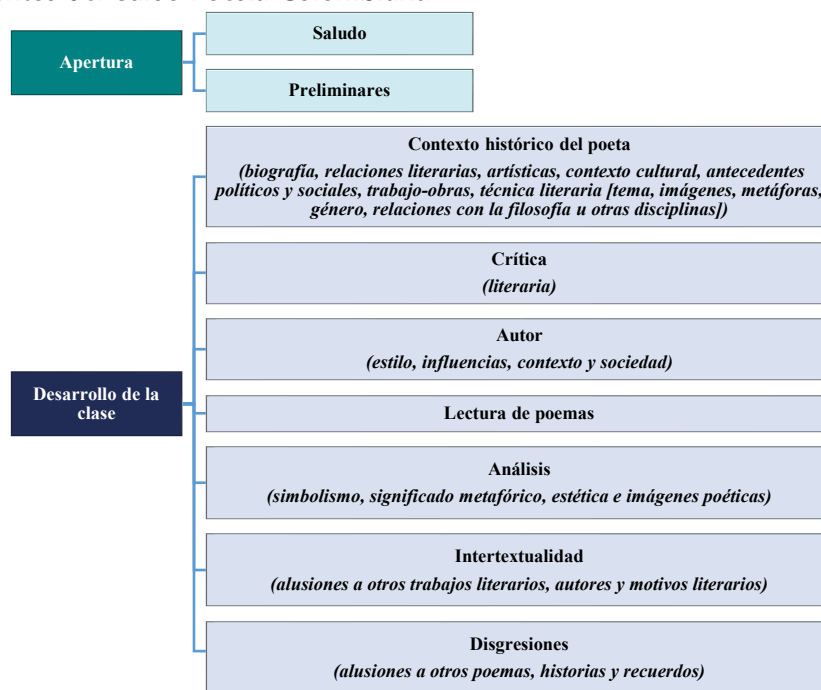 Saludo
Apertura
Preliminares
Contexto histórico del poeta
(biografía, relaciones literarias, artísticas, contexto cultural, antecedentes
políticos y sociales, trabajo-obras, técnica literaria [tema, imágenes, metáforas,
género, relaciones con la filosofía u otras disciplinas])
Crítica
(literaria)
Autor
(estilo, influencias, contexto y sociedad)
Desarrollo de la
clase
Lectura de poemas
Análisis
(simbolismo, significado metafórico, estética e imágenes poéticas)
Intertextualidad
(alusiones a otros trabajos literarios, autores y motivos literarios)
Disgresiones
(alusiones a otros poemas, historias y recuerdos)